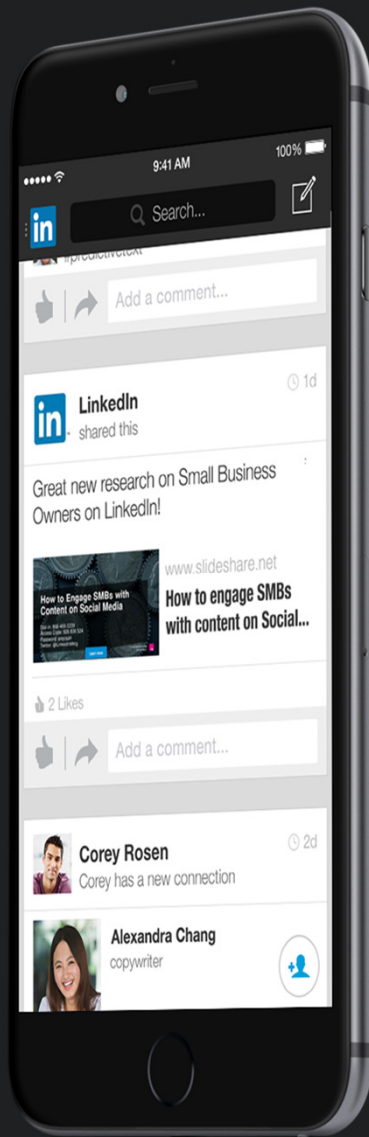 9:41 AM
100%
in
Search...
#predictivetext
Add a comment...
in
LinkedIn
1d
shared this
Great new research on Small Business
Owners on LinkedIn!
www.slideshare.net
How to engage SMBs
with content on Social...
How to Engage SMBs with
Content on Social Media
2 Likes
Add a comment...
Corey Rosen
2d
Corey has a new connection
Alexandra Chang
copywriter